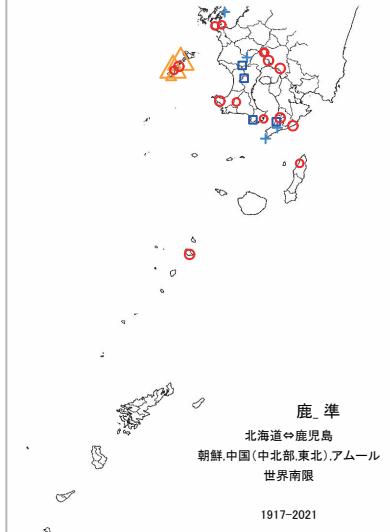 鹿_ 準
北海道⇔鹿児島
朝鮮,中国(中北部,東北),アムール
世界南限
1917-2021